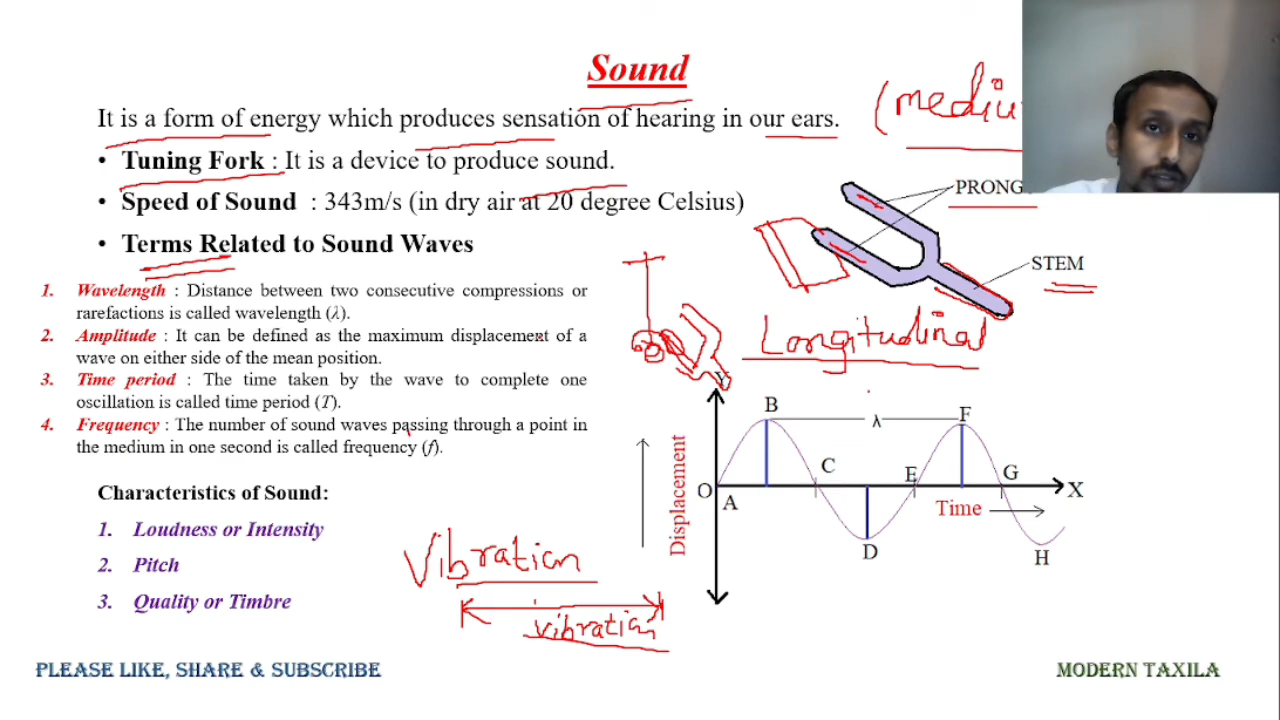 Sound
(mediu
It is a form of energy which produces sensation of hearing in our ears.
• Tuning Fork : It is a device to produce sound.
• Speed of Sound : 343m/s (in dry air at 20 degree Celsius)
• Terms Related to Sound Waves
PRONG
STEM
1. Wavelength : Distance between two consecutive compressions or
rarefactions is called wavelength (λ).
2. Amplitude : It can be defined as the maximum displacement of a
wave on either side of the mean position.
3. Time period : The time taken by the wave to complete one
oscillation is called time period (T).
4. Frequency : The number of sound waves passing through a point in
the medium in one second is called frequency (f).
Longitudinal
Y
B
λ
F
C
E
G
O
A
X
Displacement
Time
D
H
Characteristics of Sound:
1. Loudness or Intensity
2. Pitch
3. Quality or Timbre
Vibration
vibration
PLEASE LIKE, SHARE & SUBSCRIBE
MODERN TAXILA